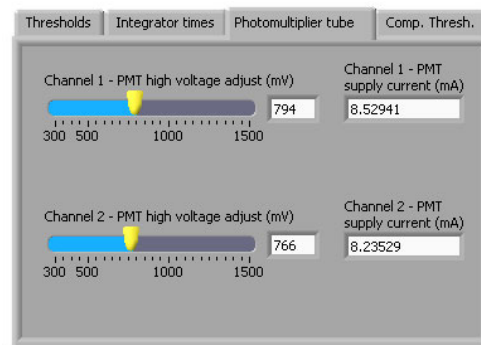 Thresholds Integrator times Photomultiplier tube Comp. Thresh.
Channel 1 - PMT high voltage adjust (mV)
794
300 500 1000 1500
Channel 1 - PMT
supply current (mA)
8.52941
Channel 2 - PMT high voltage adjust (mV)
766
300 500 1000 1500
Channel 2 - PMT
supply current (mA)
8.23529